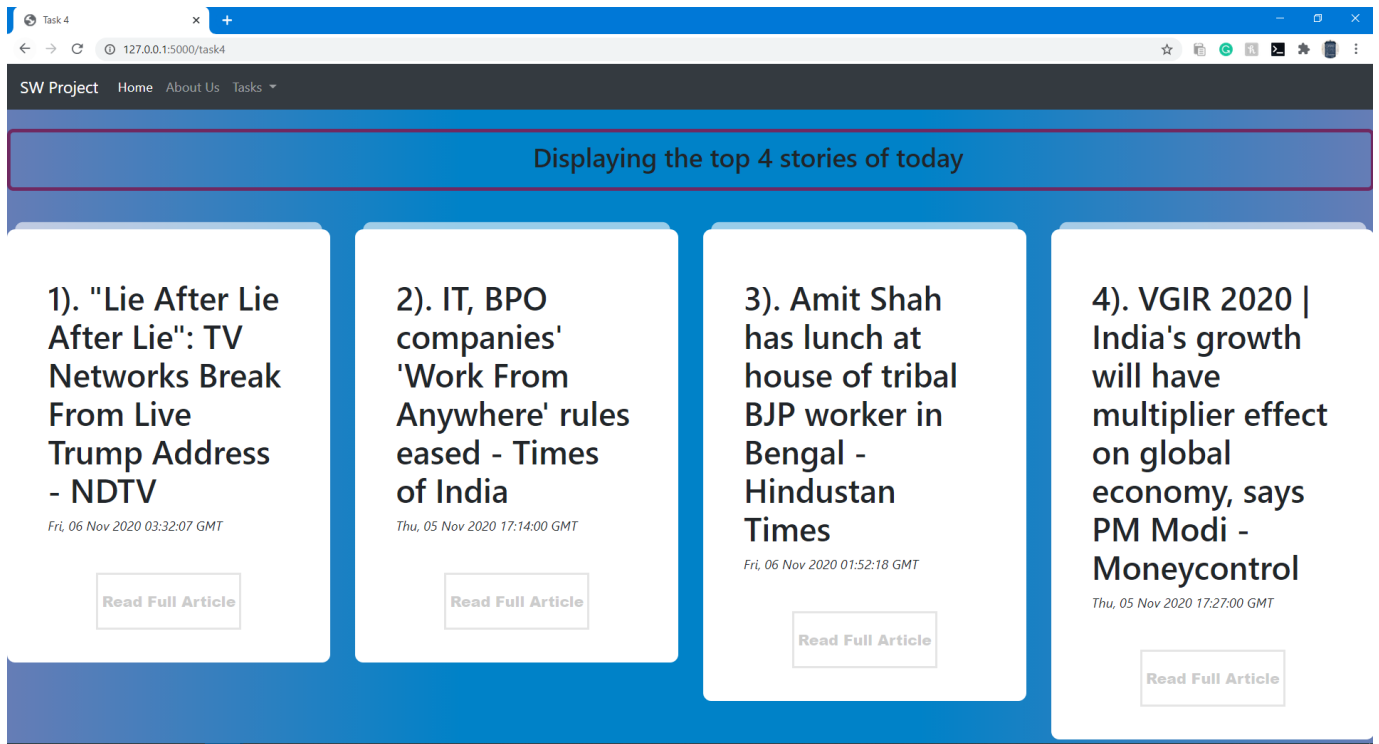 Task 4
127.0.0.1:5000/task4
SW Project Home About Us Tasks
Displaying the top 4 stories of today
1). "Lie After Lie
After Lie": TV
Networks Break
From Live
Trump Address
- NDTV
Fri, 06 Nov 2020 03:32:07 GMT
Read Full Article
2). IT, BPO
companies'
'Work From
Anywhere' rules
eased - Times
of India
Thu, 05 Nov 2020 17:14:00 GMT
Read Full Article
3). Amit Shah
has lunch at
house of tribal
BJP worker in
Bengal -
Hindustan
Times
Fri, 06 Nov 2020 01:52:18 GMT
Read Full Article
4). VGIR 2020 |
India's growth
will have
multiplier effect
on global
economy, says
PM Modi -
Moneycontrol
Thu, 05 Nov 2020 17:27:00 GMT
Read Full Article